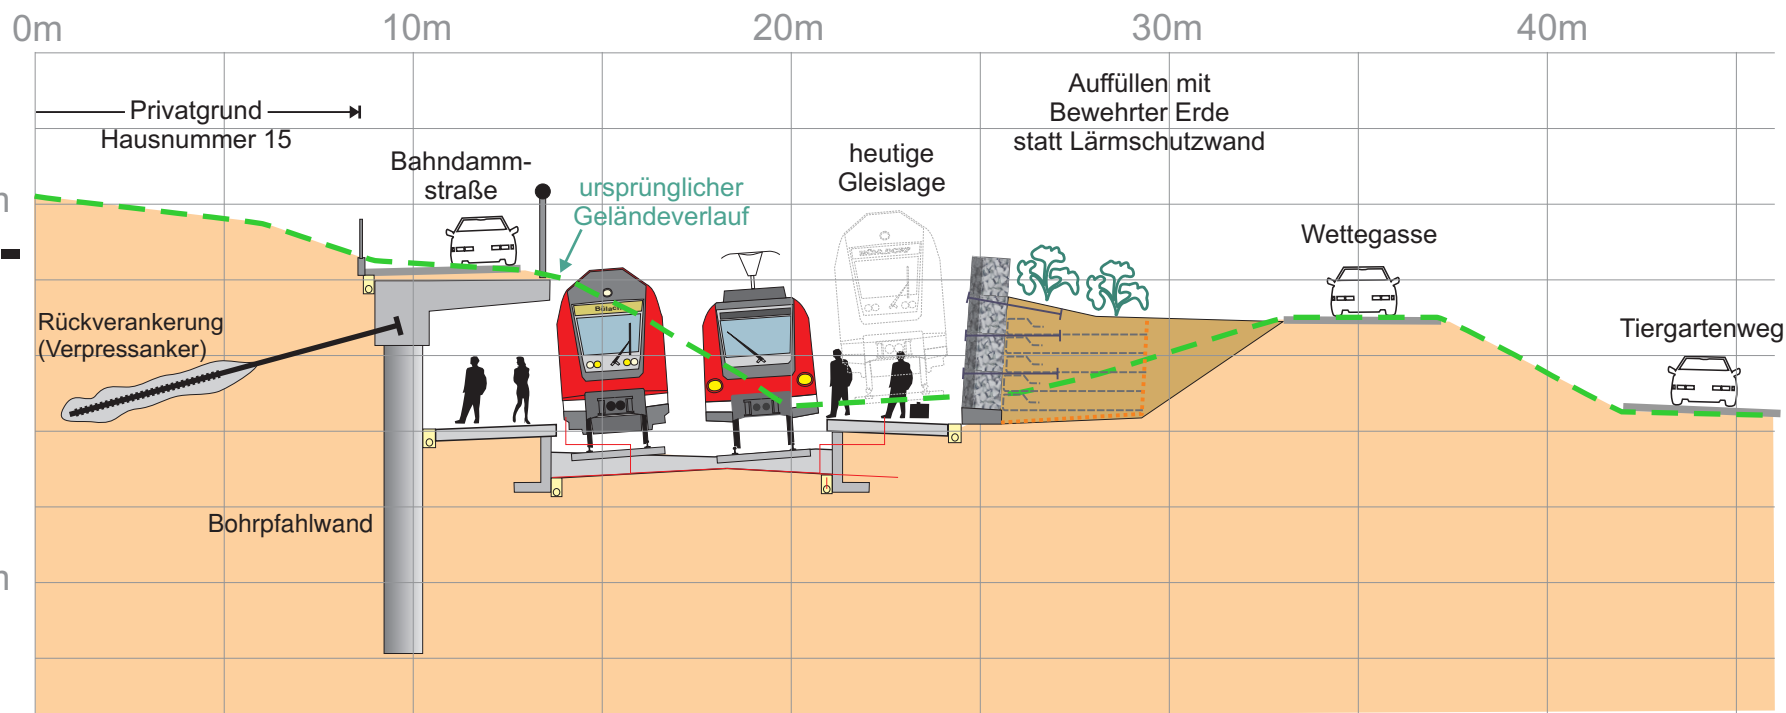 0m 10m 20m 30m 40m
Privatgrund
Hausnummer 15
Bahndamm-
straße
ursprünglicher
Geländeverlauf
heutige
Gleislage
Auffüllen mit
Bewehrter Erde
statt Lärmschutzwand
Wettegasse
Tiergartenweg
Rückverankerung
(Verpressanker)
Bohrpfahlwand